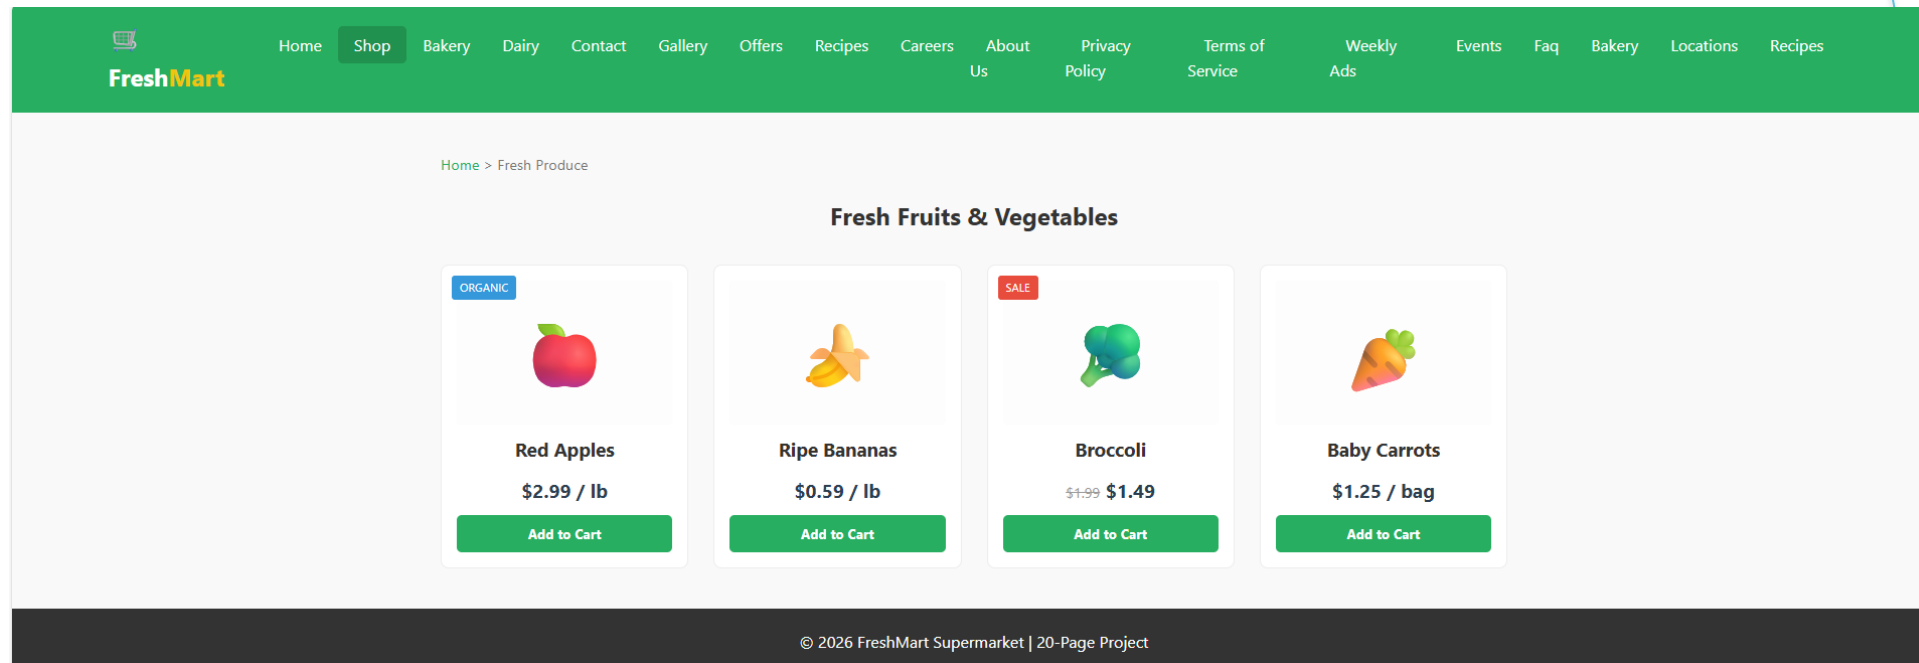 FreshMart
Home Shop Bakery Dairy Contact Gallery Offers Recipes Careers About Us Privacy Policy Terms of Service Weekly Ads Events Faq Bakery Locations Recipes
Home > Fresh Produce
Fresh Fruits & Vegetables
ORGANIC
Red Apples
$2.99 / lb
Add to Cart
Ripe Bananas
$0.59 / lb
Add to Cart
SALE
Broccoli
$1.99 $1.49
Add to Cart
Baby Carrots
$1.25 / bag
Add to Cart
© 2026 FreshMart Supermarket | 20-Page Project